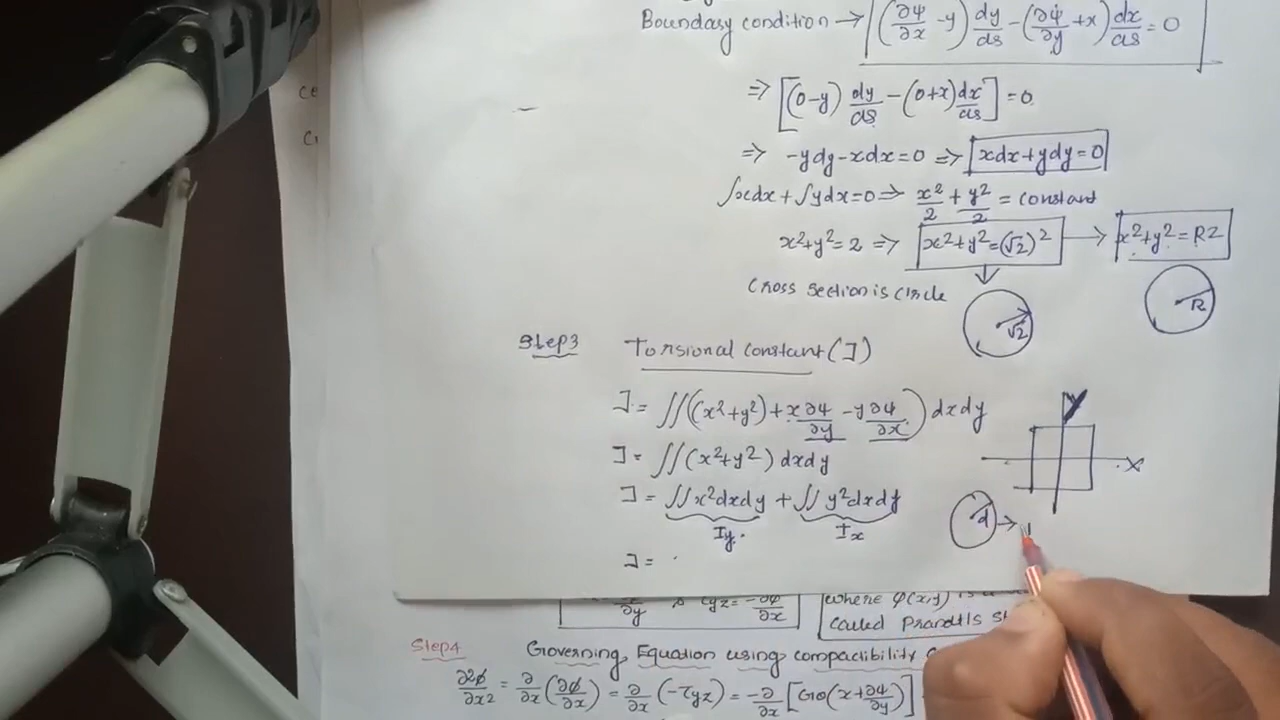 Boundary condition → (∂ψ/∂x - y) dy/ds - (∂ψ/∂y + x) dx/ds = 0
⇒ [(0-y) dy/ds - (0+x) dx/ds] = 0
⇒ -ydy - xdx = 0 ⇒ xdx + ydy = 0
∫xdx + ∫ydx = 0 ⇒ x²/2 + y²/2 = constant
x²+y² = 2 ⇒ x²+y² = (√2)² → x²+y² = R2
Cross section is circle
√2
R
Step3 Torsional constant (J)
J = ∬((x²+y²) + x∂ψ/∂y - y∂ψ/∂x) dxdy
J = ∬(x²+y²) dxdy
J = ∬x²dxdy + ∬y²dxdy
Iy Ix
y
x
d →
J =
∂y τyz = -∂φ/∂x
where φ(x,y) is
called Prandtls
Step4 Governing Equation using compactibility
∂2φ/∂x2 = ∂/∂x (∂φ/∂x) = ∂/∂x (-τyz) = -∂/∂x [Gθ(x+∂ψ/∂y)]